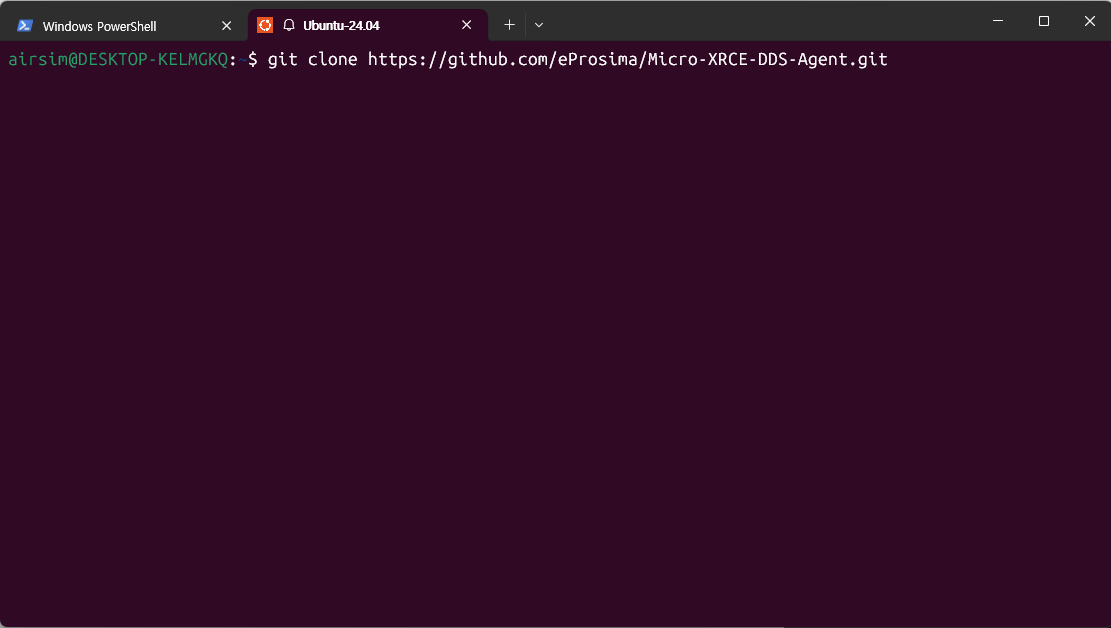 Windows PowerShell
Ubuntu-24.04
airsim@DESKTOP-KELMGKQ:~$ git clone https://github.com/eProsima/Micro-XRCE-DDS-Agent.git